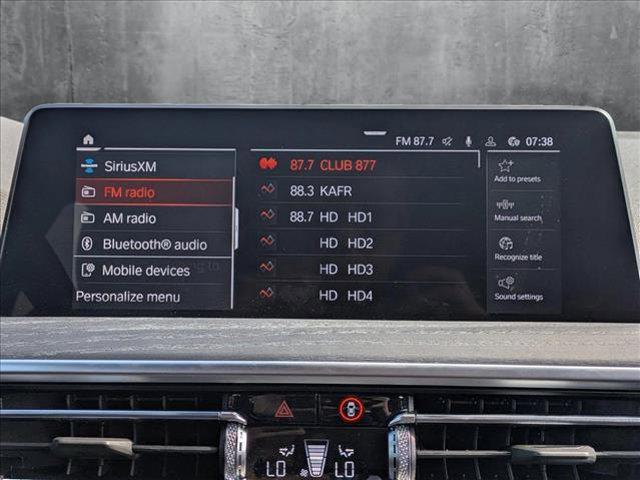 FM 87.7 07:38
SiriusXM
FM radio
AM radio
Bluetooth® audio
Mobile devices
Personalize menu
87.7 CLUB 877
88.3 KAFR
88.7 HD HD1
HD HD2
HD HD3
HD HD4
Add to presets
Manual search
Recognize title
Sound settings
LO LO